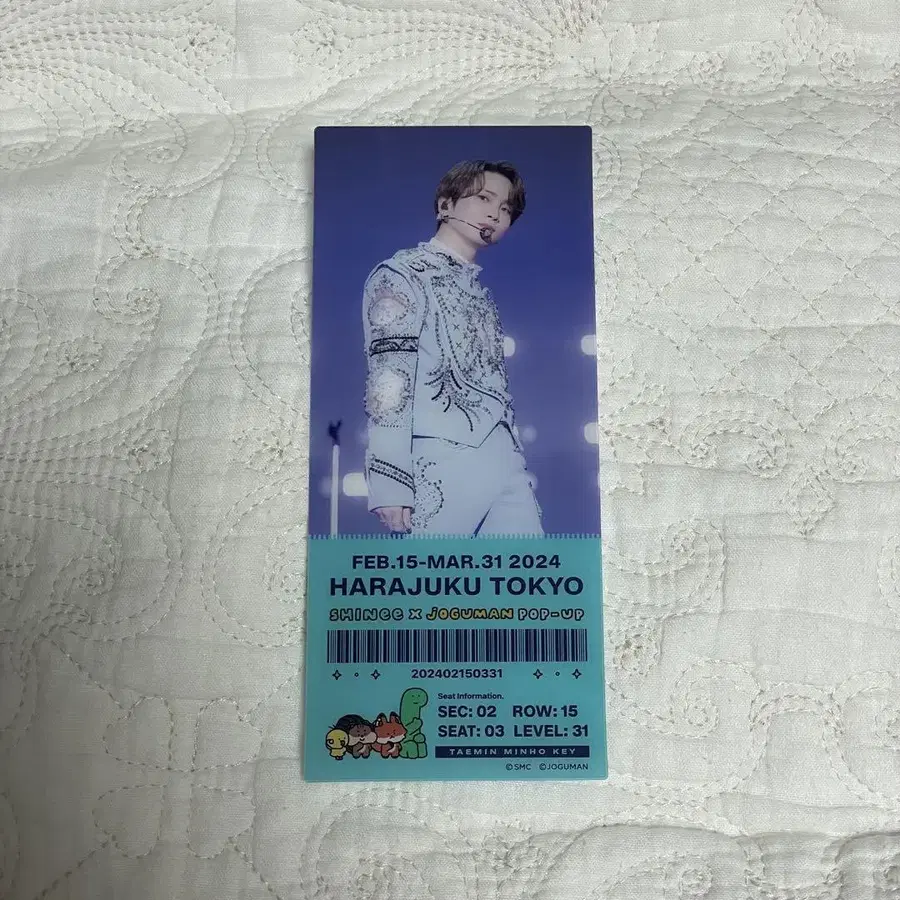 FEB.15-MAR.31 2024
HARAJUKU TOKYO
SHINee x JOGUMAN POP-UP
202402150331
Seat Information.
SEC: 02 ROW: 15
SEAT: 03 LEVEL: 31
TAEMIN MINHO KEY
©SMC ©JOGUMAN